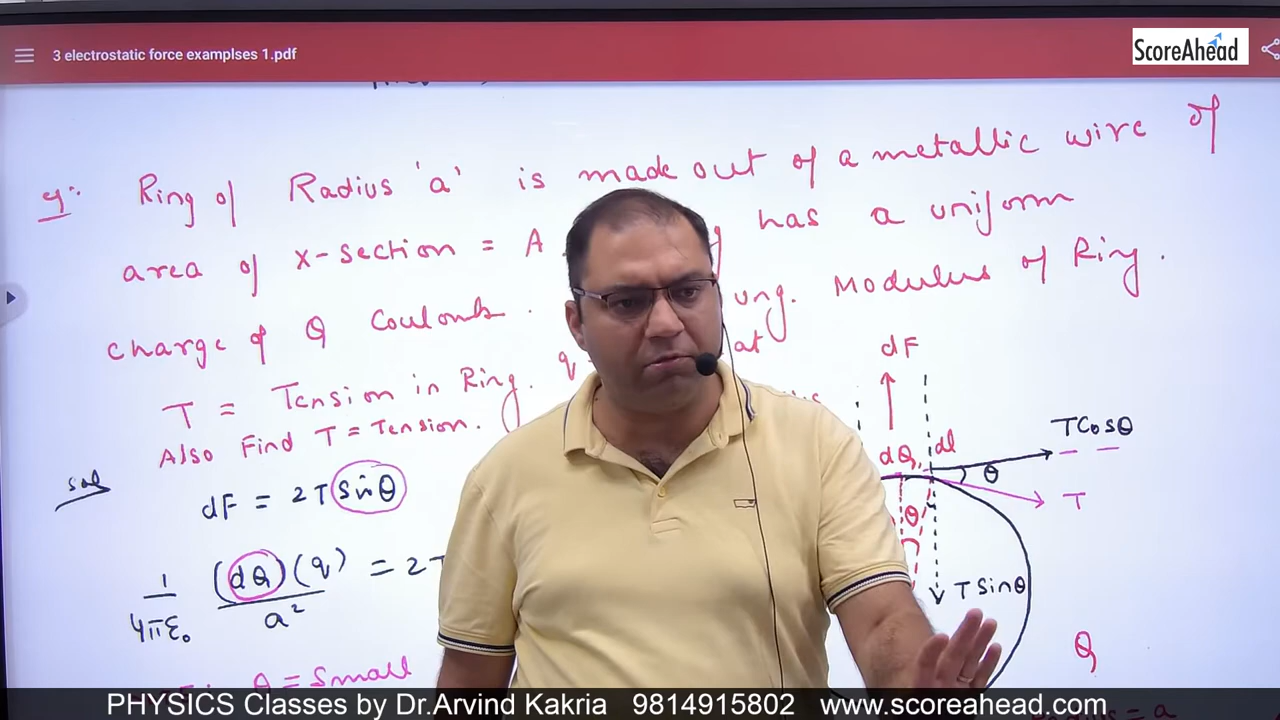 3 electrostatic force examplses 1.pdf
ScoreAhead
Ring of Radius 'a' is made out of a metallic wire of
area of x-section = A has a uniform
charge of Q Coulomb. Modulus of Ring.
T = Tension in Ring. q at
Also Find T = Tension.
Sol
dF = 2T Sinθ
1/4πε₀ (dQ)(q)/a² = 2T
θ = Small
dF
TCosθ
dQ dl
θ
T
θ
T Sinθ
Q
radius = a
PHYSICS Classes by Dr.Arvind Kakria 9814915802 www.scoreahead.com